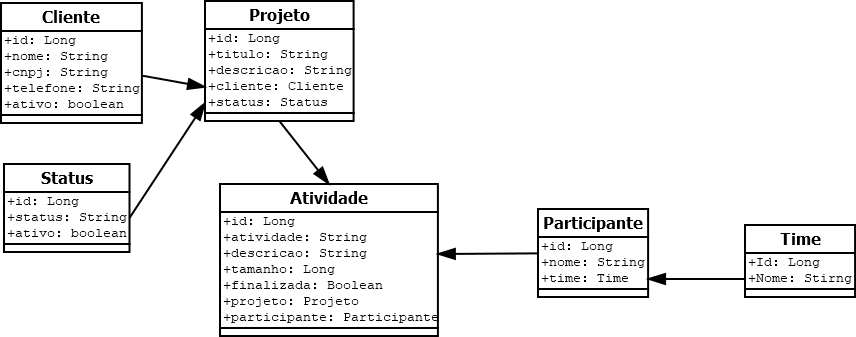 Cliente
+id: Long
+nome: String
+cnpj: String
+telefone: String
+ativo: boolean
Projeto
+id: Long
+titulo: String
+descricao: String
+cliente: Cliente
+status: Status
Status
+id: Long
+status: String
+ativo: boolean
Atividade
+id: Long
+atividade: String
+descricao: String
+tamanho: Long
+finalizada: Boolean
+projeto: Projeto
+participante: Participante
Participante
+id: Long
+nome: String
+time: Time
Time
+Id: Long
+Nome: Stirng